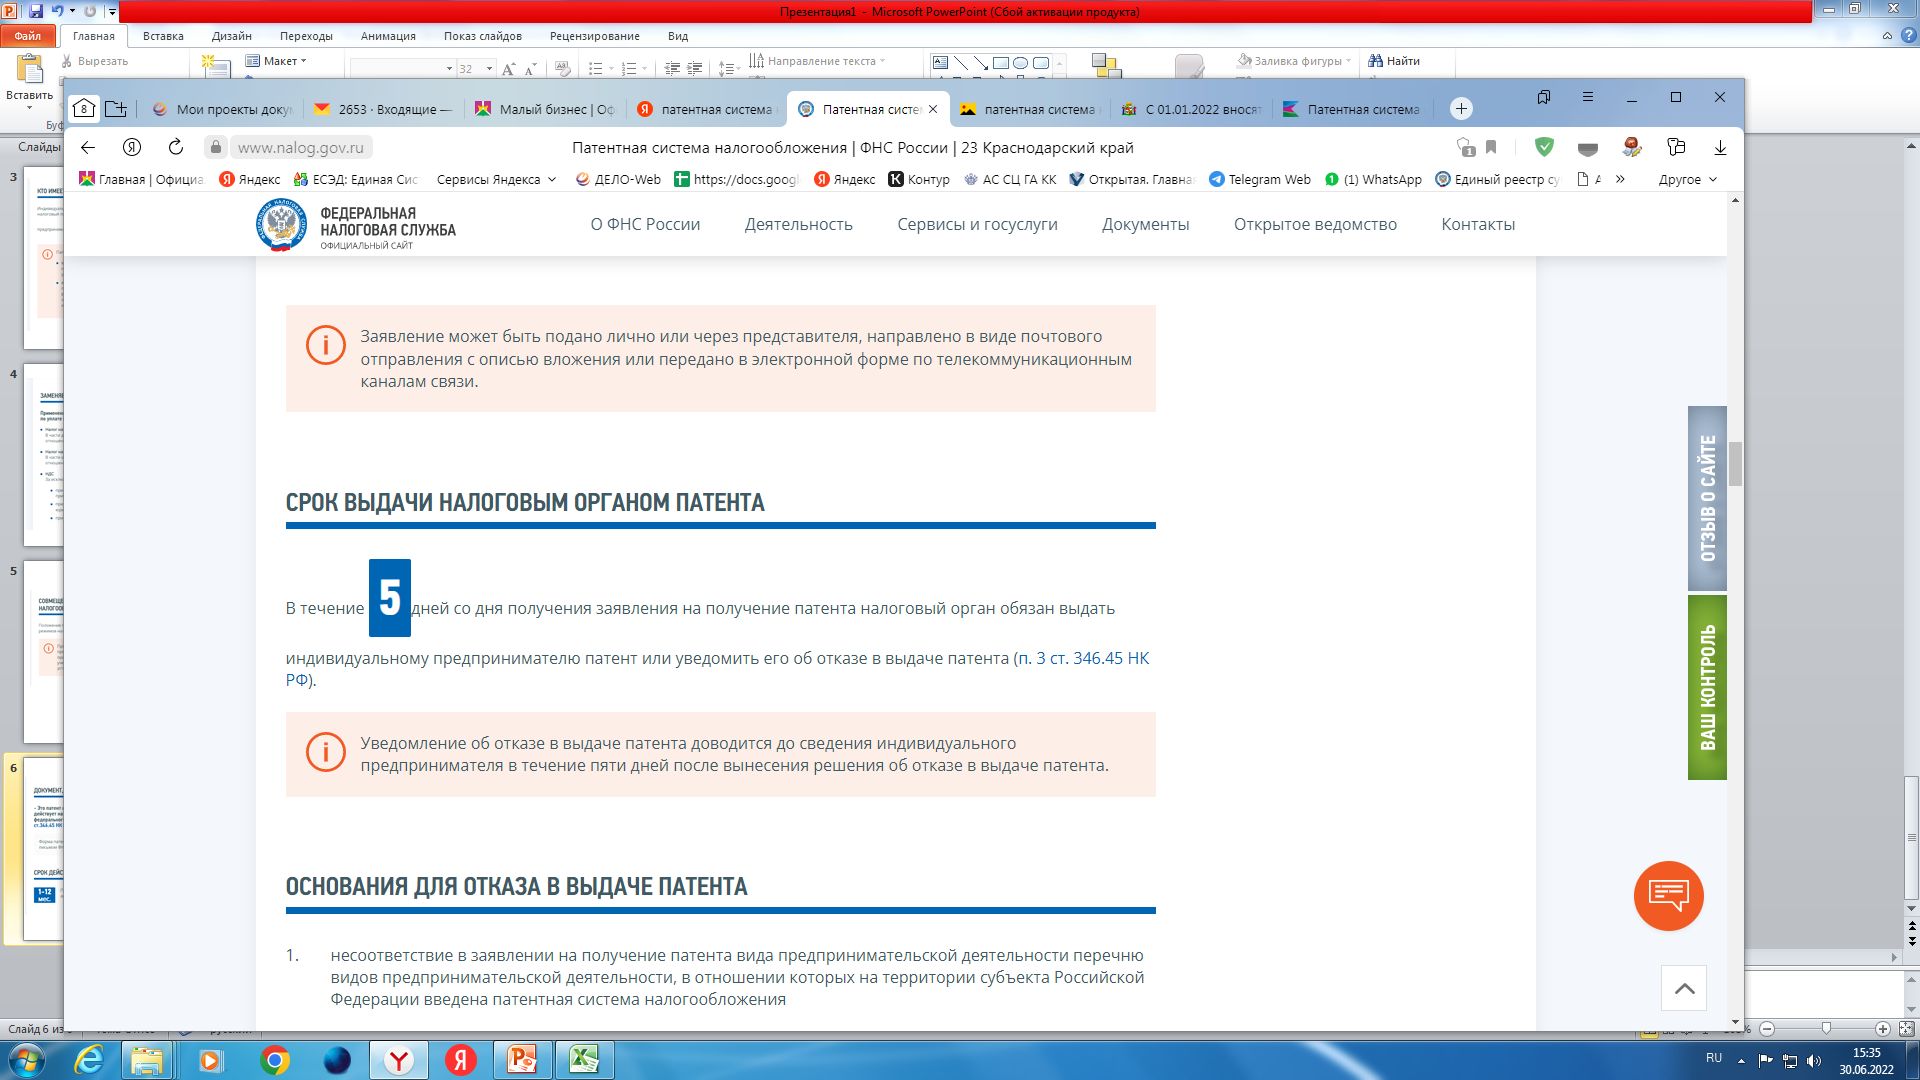 Презентация1 - Microsoft PowerPoint (Сбой активации продукта)
Файл Главная Вставка Дизайн Переходы Анимация Показ слайдов Рецензирование Вид
Вырезать Макет 32 Направление текста Заливка фигуры Найти
Вставить
Слайды
8 Мои проекты доку 2653 · Входящие — Малый бизнес | Оф патентная система Патентная систе патентная система С 01.01.2022 вносят Патентная система
www.nalog.gov.ru Патентная система налогообложения | ФНС России | 23 Краснодарский край 1
Главная | Официа Яндекс ЕСЭД: Единая Сис Сервисы Яндекса ДЕЛО-Web https://docs.googl Яндекс Контур АС СЦ ГА КК Открытая. Главна Telegram Web (1) WhatsApp Единый реестр су Другое
ФЕДЕРАЛЬНАЯ
НАЛОГОВАЯ СЛУЖБА
ОФИЦИАЛЬНЫЙ САЙТ
О ФНС России Деятельность Сервисы и госуслуги Документы Открытое ведомство Контакты
Заявление может быть подано лично или через представителя, направлено в виде почтового
отправления с описью вложения или передано в электронной форме по телекоммуникационным
каналам связи.
СРОК ВЫДАЧИ НАЛОГОВЫМ ОРГАНОМ ПАТЕНТА
В течение 5 дней со дня получения заявления на получение патента налоговый орган обязан выдать
индивидуальному предпринимателю патент или уведомить его об отказе в выдаче патента (п. 3 ст. 346.45 НК
РФ).
Уведомление об отказе в выдаче патента доводится до сведения индивидуального
предпринимателя в течение пяти дней после вынесения решения об отказе в выдаче патента.
ОСНОВАНИЯ ДЛЯ ОТКАЗА В ВЫДАЧЕ ПАТЕНТА
1. несоответствие в заявлении на получение патента вида предпринимательской деятельности перечню
видов предпринимательской деятельности, в отношении которых на территории субъекта Российской
Федерации введена патентная система налогообложения
ОТЗЫВ О САЙТЕ
ВАШ КОНТРОЛЬ
3
4
5
6
1-12
мес.
Слайд 6 из
RU
15:35
30.06.2022